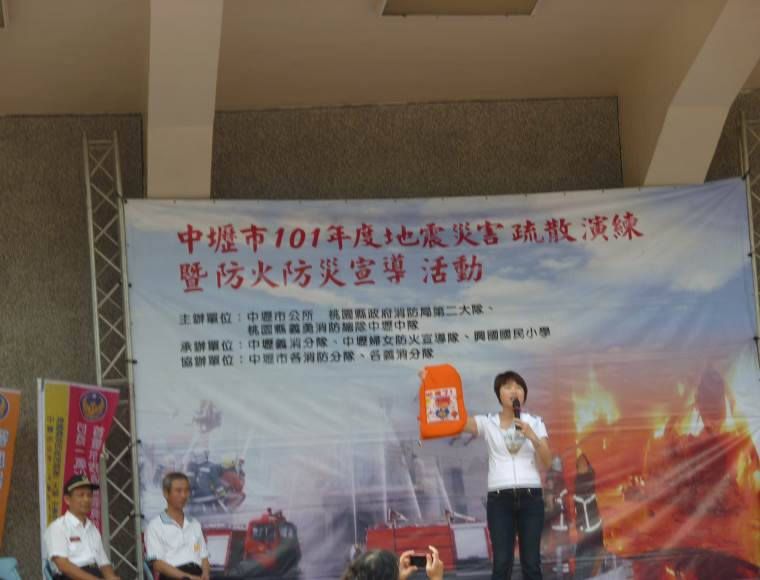 中壢市101年度地震災害疏散演練
暨防火防災宣導 活動
主辦單位：中壢市公所　桃園縣政府消防局第二大隊、
桃園縣義勇消防總隊中壢中隊
承辦單位：中壢義消分隊、中壢婦女防火宣導隊、興國國民小學
協辦單位：中壢市各消防分隊、各義消分隊